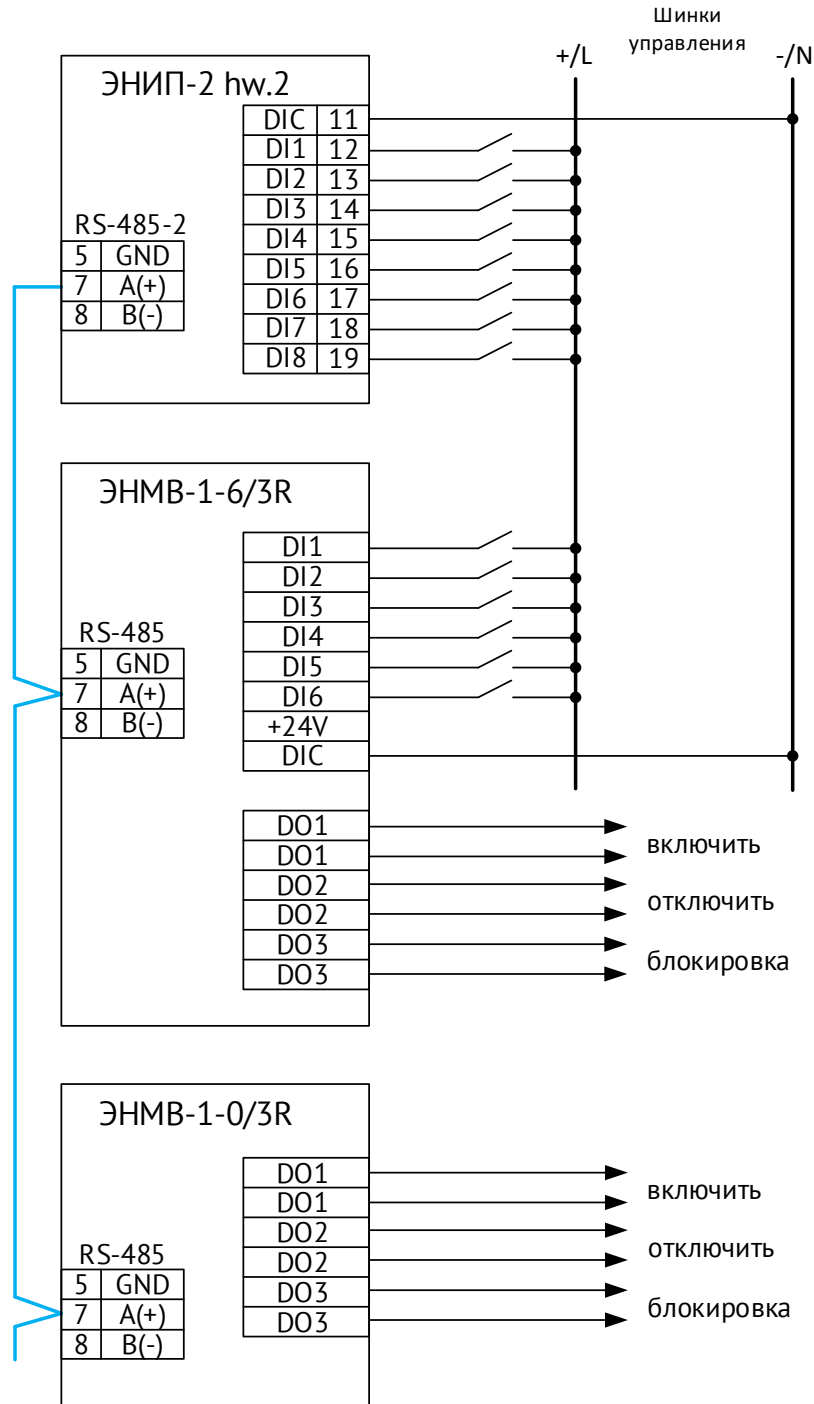 Шинки
управления
+/L
-/N
ЭНИП-2 hw.2
DIC 11
DI1 12
DI2 13
DI3 14
DI4 15
DI5 16
DI6 17
DI7 18
DI8 19
RS-485-2
5 GND
7 A(+)
8 B(-)
ЭНМВ-1-6/3R
DI1
DI2
DI3
DI4
DI5
DI6
+24V
DIC
RS-485
5 GND
7 A(+)
8 B(-)
DO1
DO1
DO2
DO2
DO3
DO3
включить
отключить
блокировка
ЭНМВ-1-0/3R
DO1
DO1
DO2
DO2
DO3
DO3
RS-485
5 GND
7 A(+)
8 B(-)
включить
отключить
блокировка